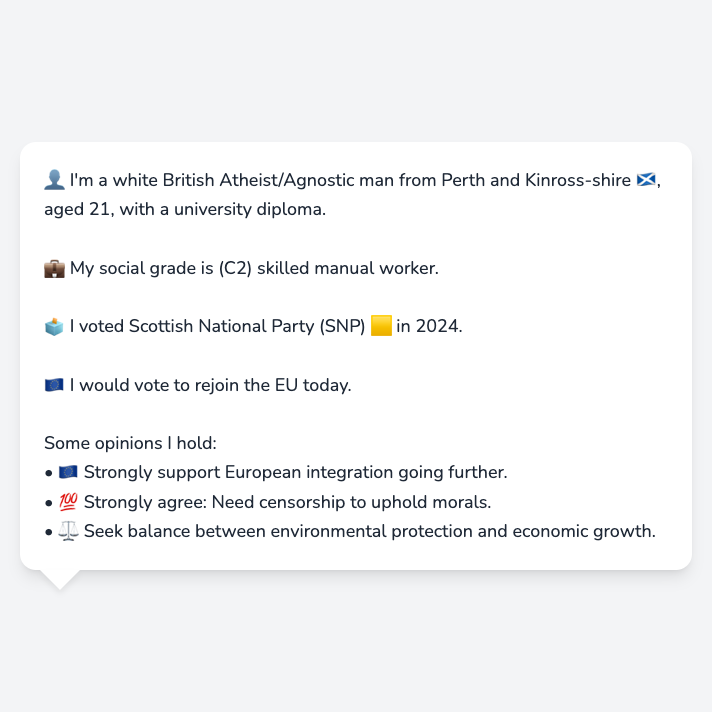 👤 I'm a white British Atheist/Agnostic man from Perth and Kinross-shire 🏴󠁧󠁢󠁳󠁣󠁴󠁿,
aged 21, with a university diploma.
💼 My social grade is (C2) skilled manual worker.
🗳️ I voted Scottish National Party (SNP) 🟨 in 2024.
🇪🇺 I would vote to rejoin the EU today.
Some opinions I hold:
• 🇪🇺 Strongly support European integration going further.
• 💯 Strongly agree: Need censorship to uphold morals.
• ⚖️ Seek balance between environmental protection and economic growth.